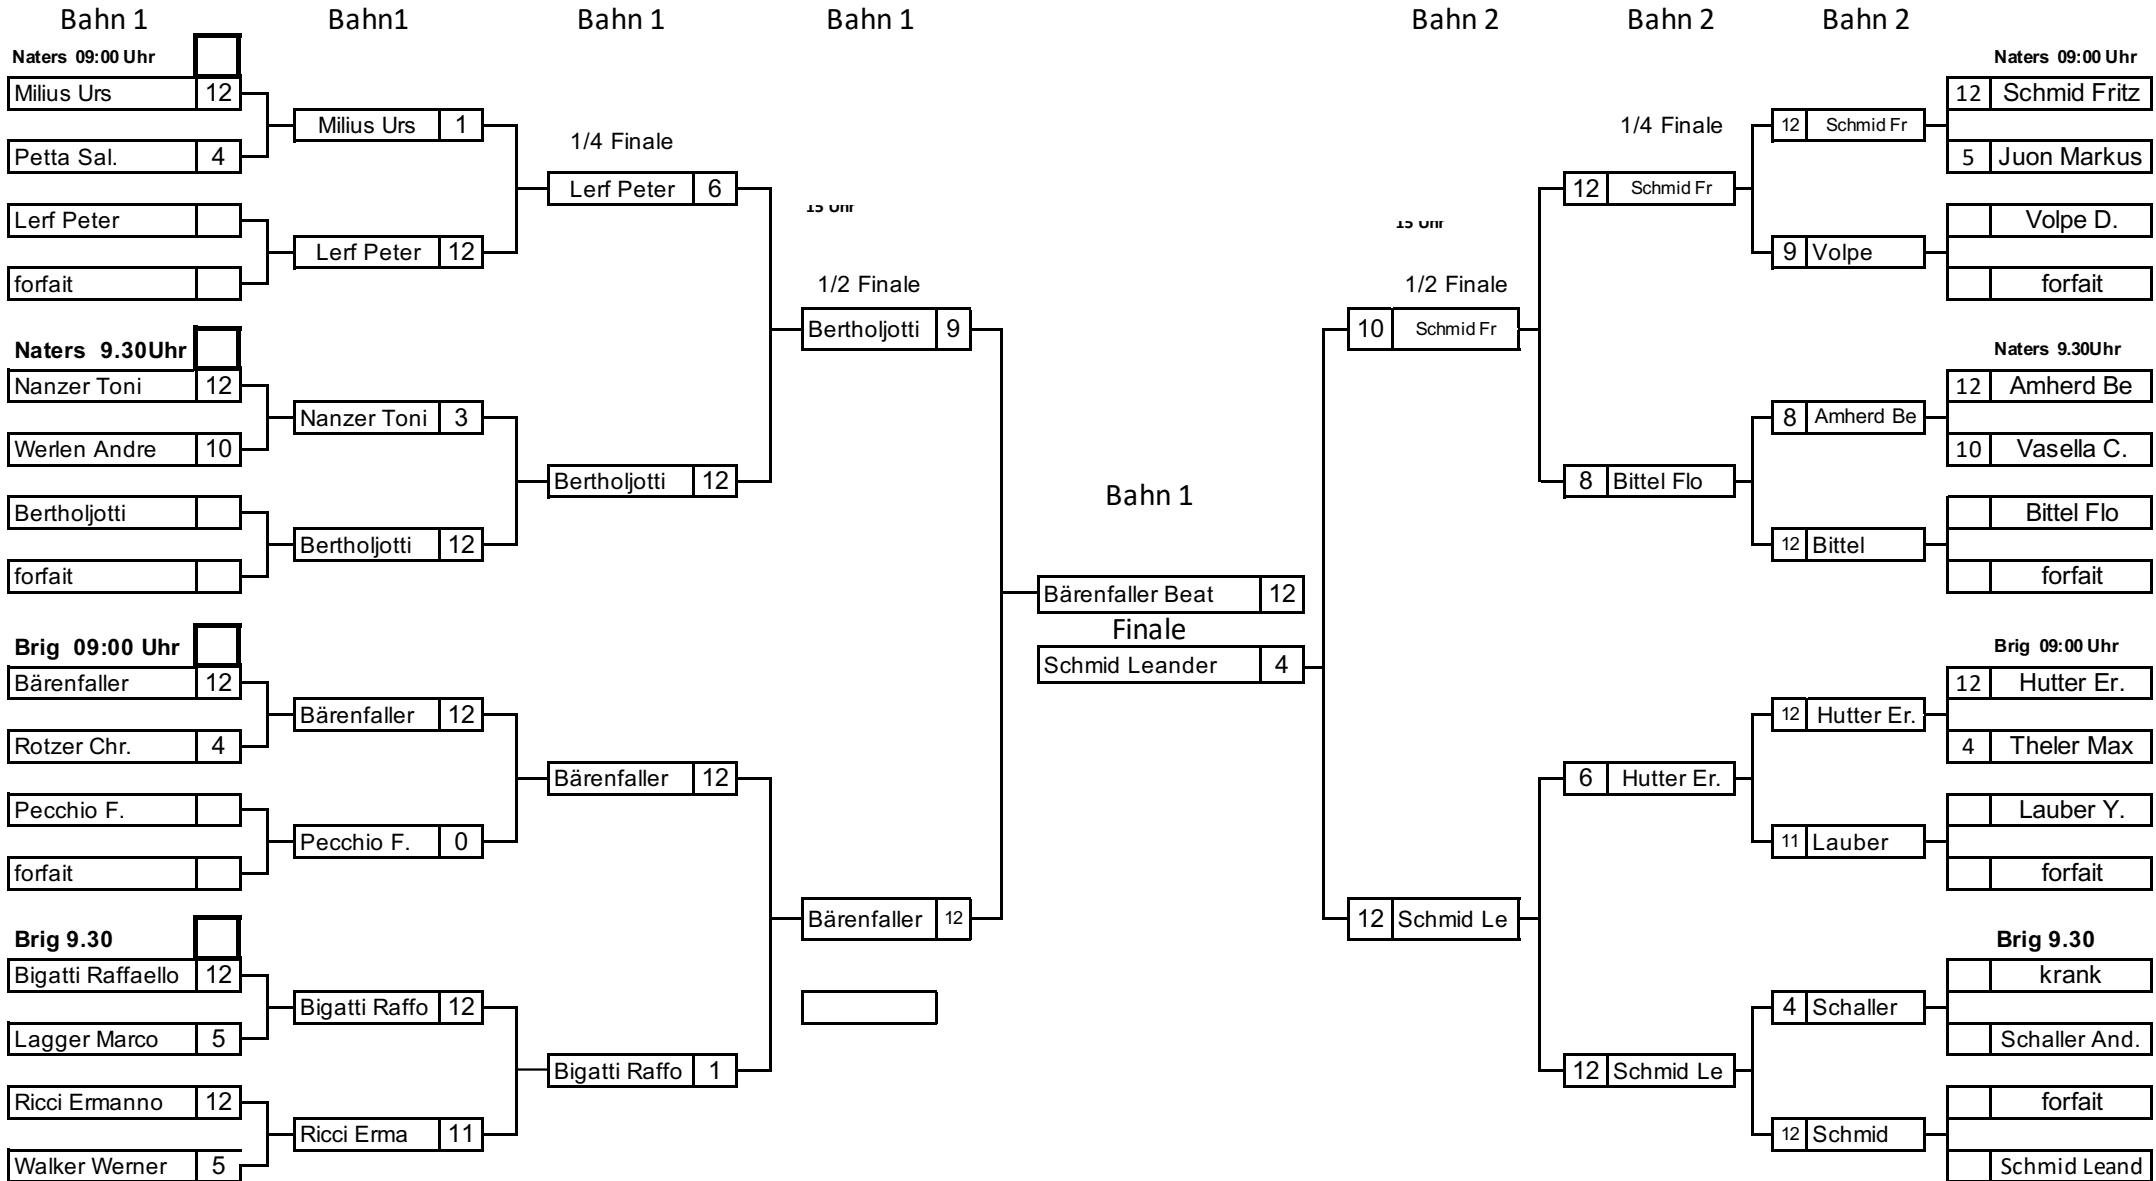 Bahn 1
Bahn1
Bahn 1
Bahn 1
Bahn 2
Bahn 2
Bahn 2
Naters 09:00 Uhr
Milius Urs 12
Petta Sal. 4
Lerf Peter
forfait
Naters 9.30Uhr
Nanzer Toni 12
Werlen Andre 10
Bertholjotti
forfait
Brig 09:00 Uhr
Bärenfaller 12
Rotzer Chr. 4
Pecchio F.
forfait
Brig 9.30
Bigatti Raffaello 12
Lagger Marco 5
Ricci Ermanno 12
Walker Werner 5
Milius Urs 1
Lerf Peter 12
Nanzer Toni 3
Bertholjotti 12
Bärenfaller 12
Pecchio F. 0
Bigatti Raffo 12
Ricci Erma 11
1/4 Finale
Lerf Peter 6
Bertholjotti 12
Bärenfaller 12
Bigatti Raffo 1
15 Uhr
1/2 Finale
Bertholjotti 9
Bärenfaller 12
Bahn 1
Bärenfaller Beat 12
Finale
Schmid Leander 4
15 Uhr
1/2 Finale
10 Schmid Fr
12 Schmid Le
1/4 Finale
12 Schmid Fr
8 Bittel Flo
6 Hutter Er.
12 Schmid Le
12 Schmid Fr
9 Volpe
8 Amherd Be
12 Bittel
12 Hutter Er.
11 Lauber
4 Schaller
12 Schmid
Naters 09:00 Uhr
12 Schmid Fritz
5 Juon Markus
Volpe D.
forfait
Naters 9.30Uhr
12 Amherd Be
10 Vasella C.
Bittel Flo
forfait
Brig 09:00 Uhr
12 Hutter Er.
4 Theler Max
Lauber Y.
forfait
Brig 9.30
krank
Schaller And.
forfait
Schmid Leand